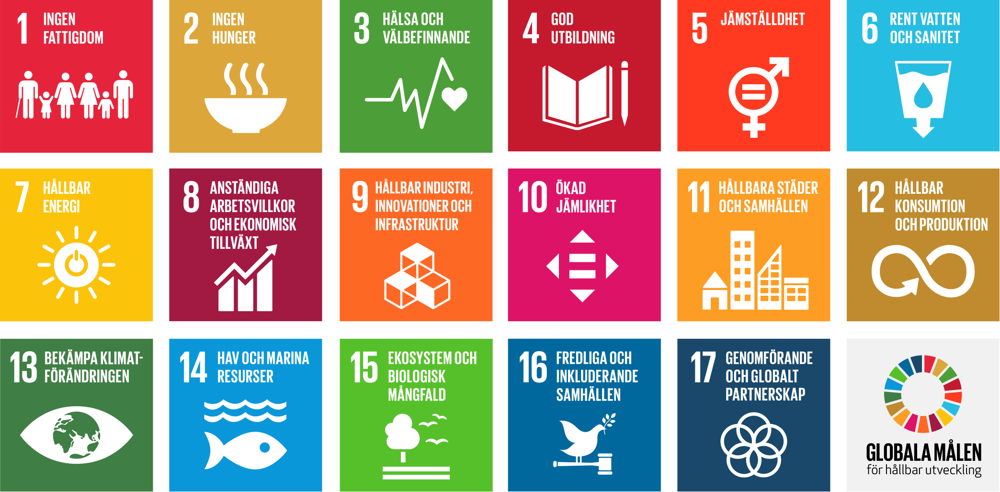 1 INGEN
FATTIGDOM
2 INGEN
HUNGER
3 HÄLSA OCH
VÄLBEFINNANDE
4 GOD
UTBILDNING
5 JÄMSTÄLLDHET
6 RENT VATTEN
OCH SANITET
7 HÅLLBAR
ENERGI
8 ANSTÄNDIGA
ARBETSVILLKOR
OCH EKONOMISK
TILLVÄXT
9 HÅLLBAR INDUSTRI,
INNOVATIONER OCH
INFRASTRUKTUR
10 ÖKAD
JÄMLIKHET
11 HÅLLBARA STÄDER
OCH SAMHÄLLEN
12 HÅLLBAR
KONSUMTION
OCH PRODUKTION
13 BEKÄMPA KLIMAT-
FÖRÄNDRINGEN
14 HAV OCH MARINA
RESURSER
15 EKOSYSTEM OCH
BIOLOGISK
MÅNGFALD
16 FREDLIGA OCH
INKLUDERANDE
SAMHÄLLEN
17 GENOMFÖRANDE
OCH GLOBALT
PARTNERSKAP
GLOBALA MÅLEN
för hållbar utveckling